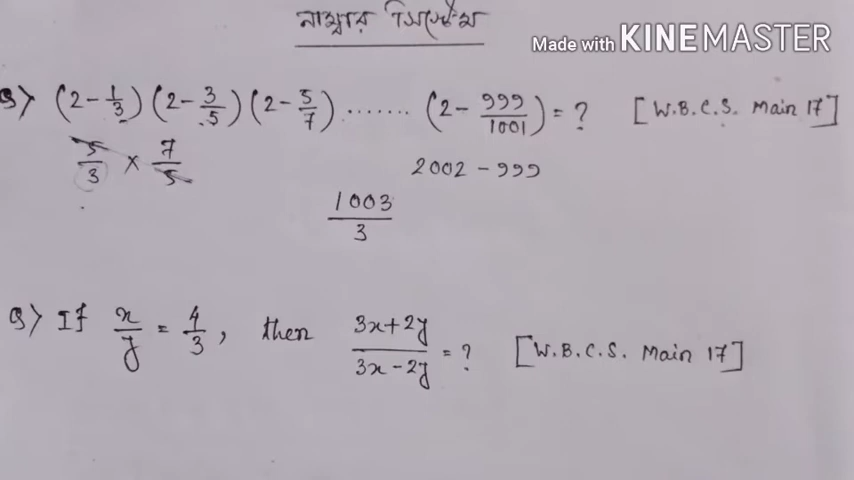 নাম্বার সিস্টেম
Made with KINEMASTER
Q> (2 - 1/3) (2 - 3/5) (2 - 5/7) ....... (2 - 999/1001) = ? [W.B.C.S. Main 17]
5/3 × 7/5 2002 - 999
1003/3
Q> If x/y = 4/3, then (3x+2y)/(3x-2y) = ? [W.B.C.S. Main 17]